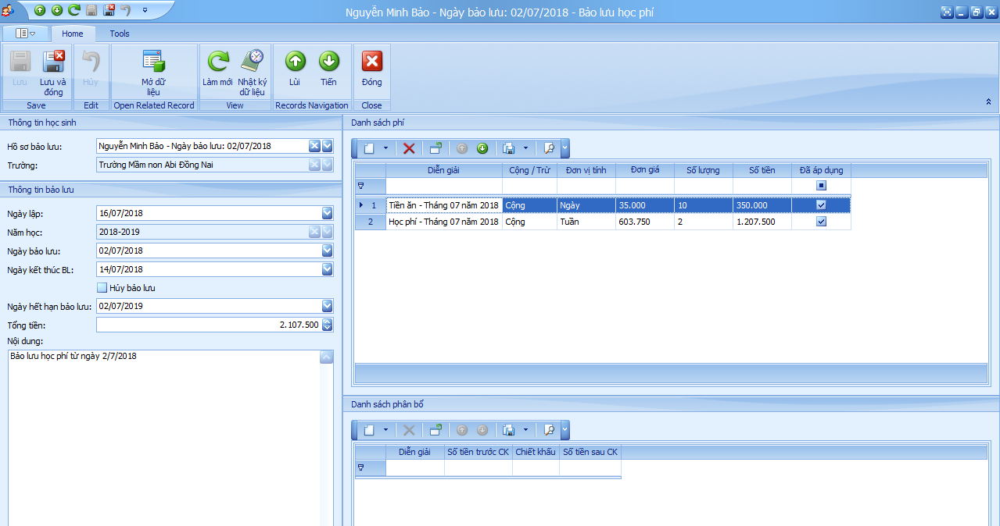 Nguyễn Minh Bảo - Ngày bảo lưu: 02/07/2018 - Bảo lưu học phí
Home Tools
Lưu Lưu và đóng Hủy Mở dữ liệu Làm mới Nhật ký dữ liệu Lùi Tiến Đóng
Save Edit Open Related Record View Records Navigation Close
Thông tin học sinh
Hồ sơ bảo lưu: Nguyễn Minh Bảo - Ngày bảo lưu: 02/07/2018
Trường: Trường Mầm non Abi Đồng Nai
Thông tin bảo lưu
Ngày lập: 16/07/2018
Năm học: 2018-2019
Ngày bảo lưu: 02/07/2018
Ngày kết thúc BL: 14/07/2018
Hủy bảo lưu
Ngày hết hạn bảo lưu: 02/07/2019
Tổng tiền: 2.107.500
Nội dung:
Bảo lưu học phí từ ngày 2/7/2018
Danh sách phí
Diễn giải Cộng / Trừ Đơn vị tính Đơn giá Số lượng Số tiền Đã áp dụng
1 Tiền ăn - Tháng 07 năm 2018 Cộng Ngày 35.000 10 350.000
2 Học phí - Tháng 07 năm 2018 Cộng Tuần 603.750 2 1.207.500
Danh sách phân bổ
Diễn giải Số tiền trước CK Chiết khấu Số tiền sau CK